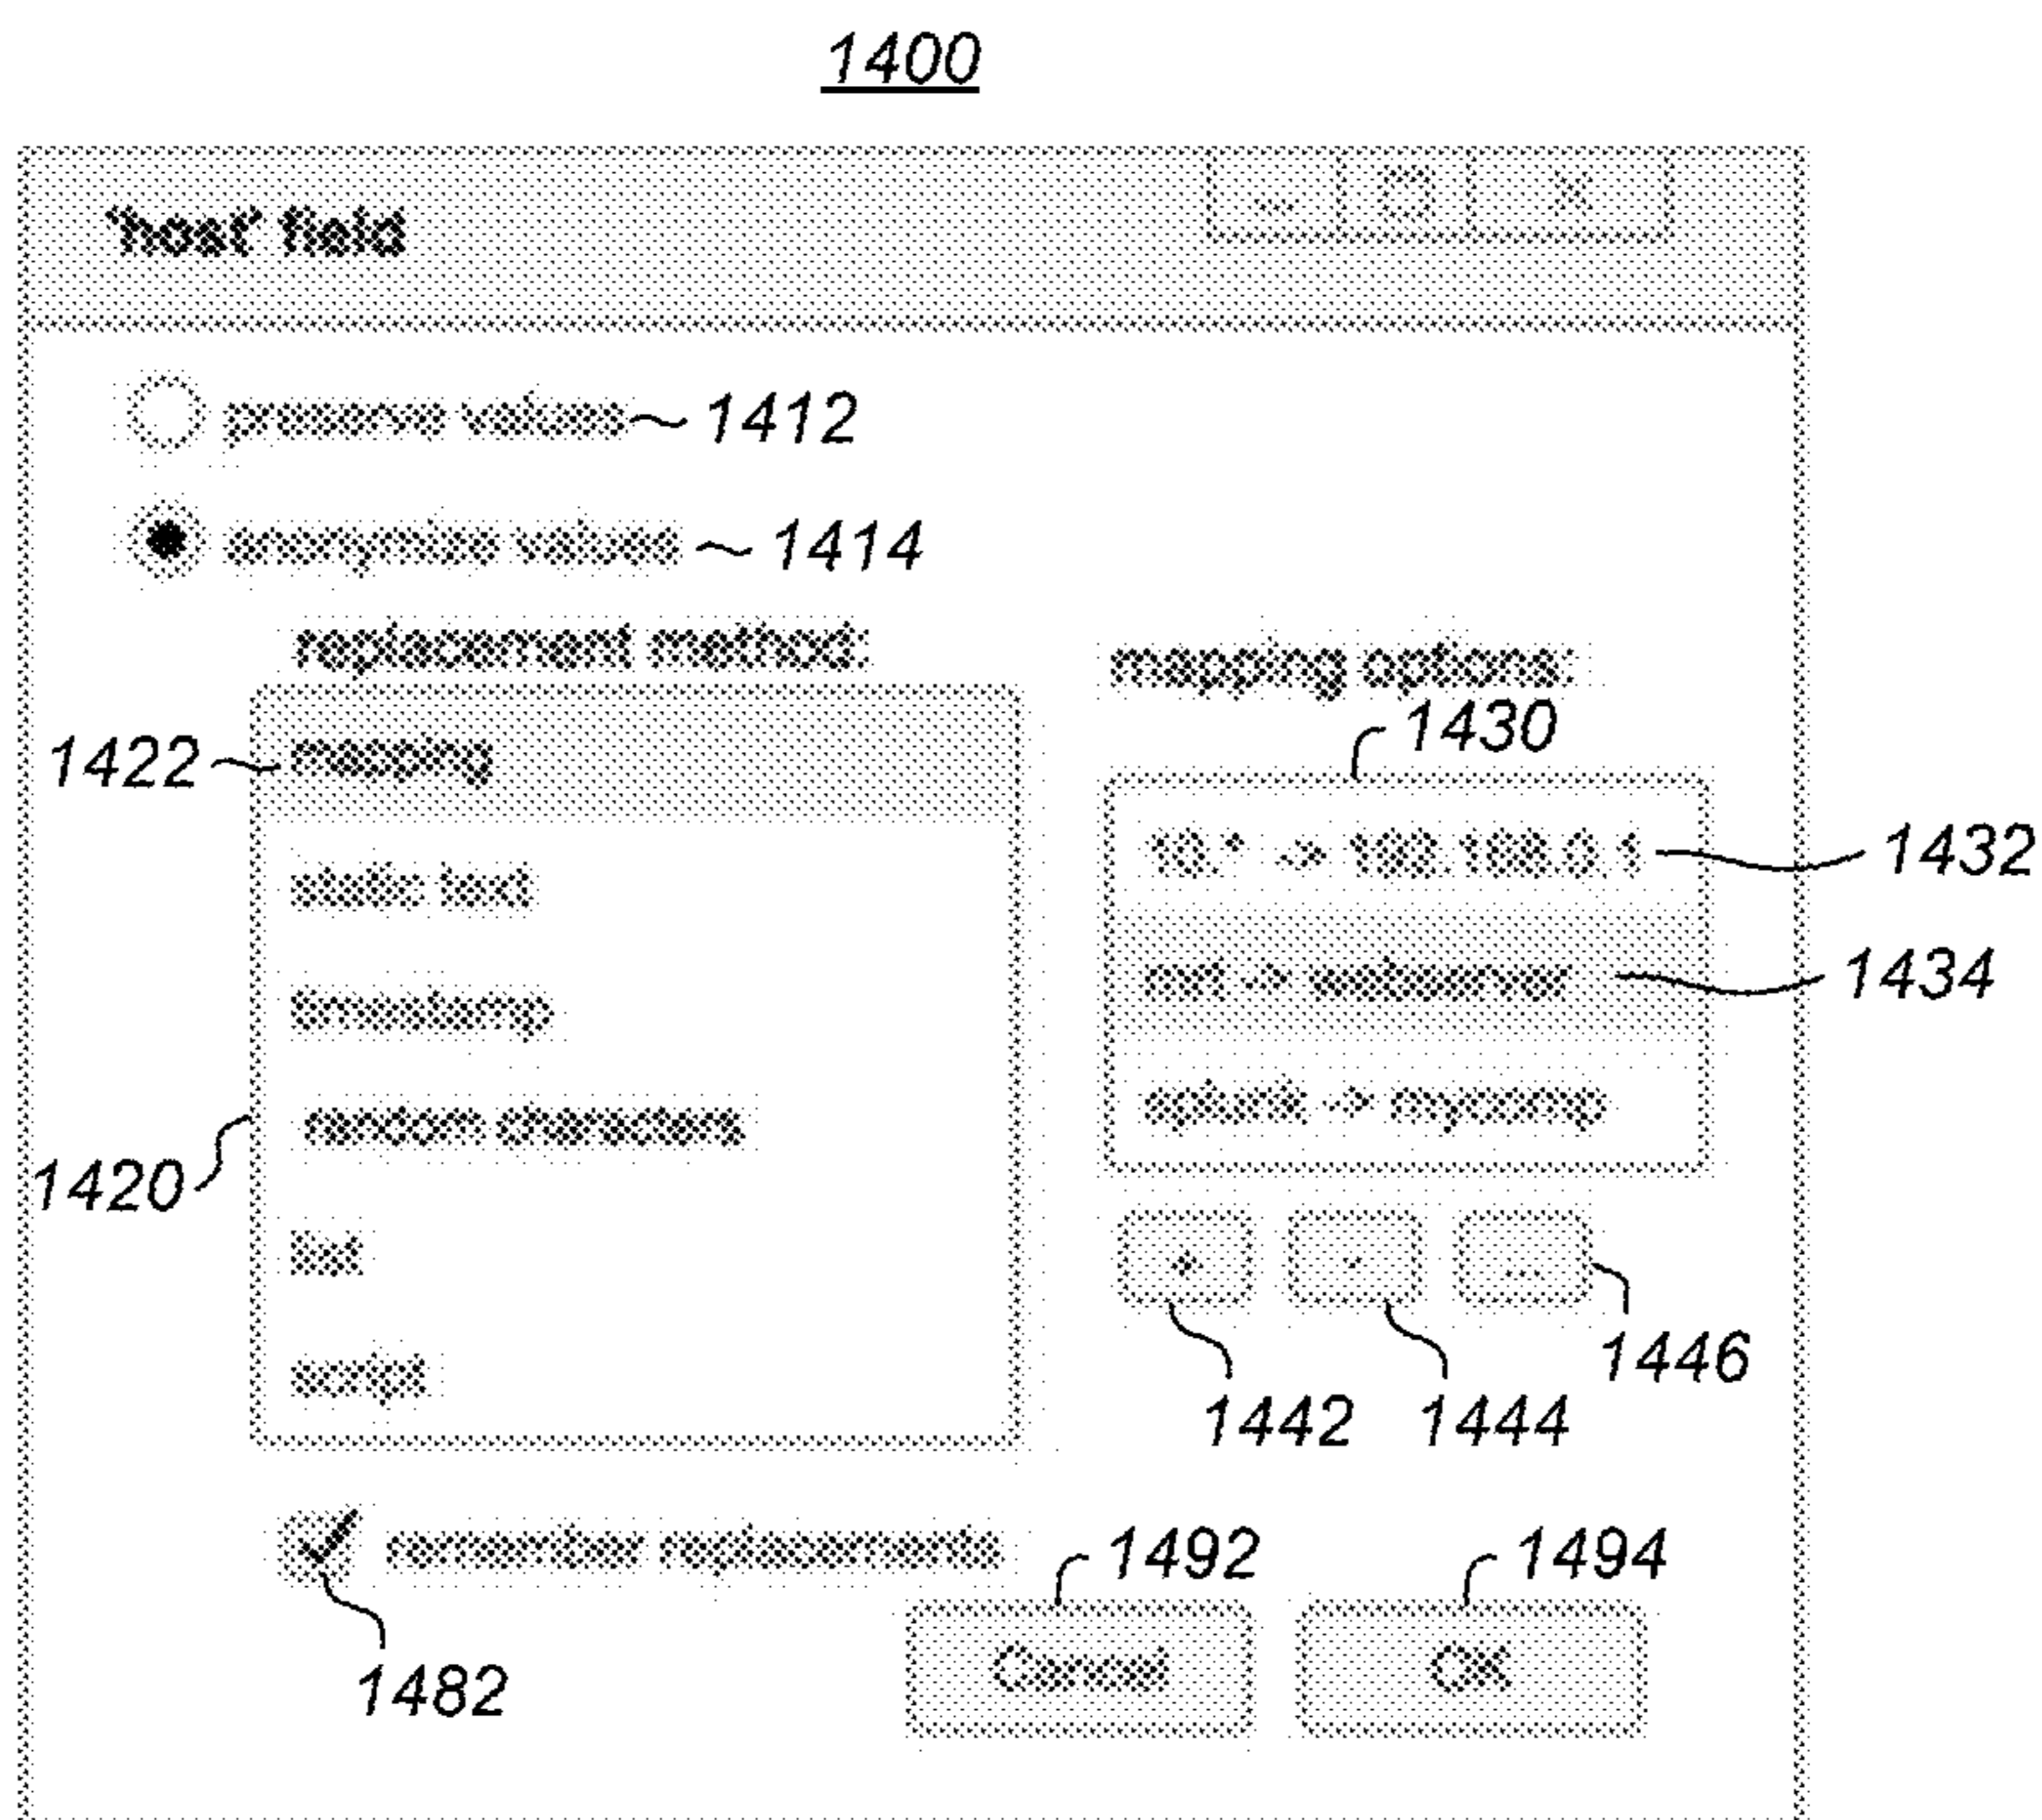 1400
'host' field
preserve values 1412
anonymize values 1414
replacement method:
mapping options:
1430
1422 mapping
10.* -> 192.168.0.1 1432
static text
-> webserver 1434
timestamp
splunk -> mycomp
random characters
1420
list
+ - ...
1446
script
1442 1444
remember replacements
1492 1494
1482
Cancel OK